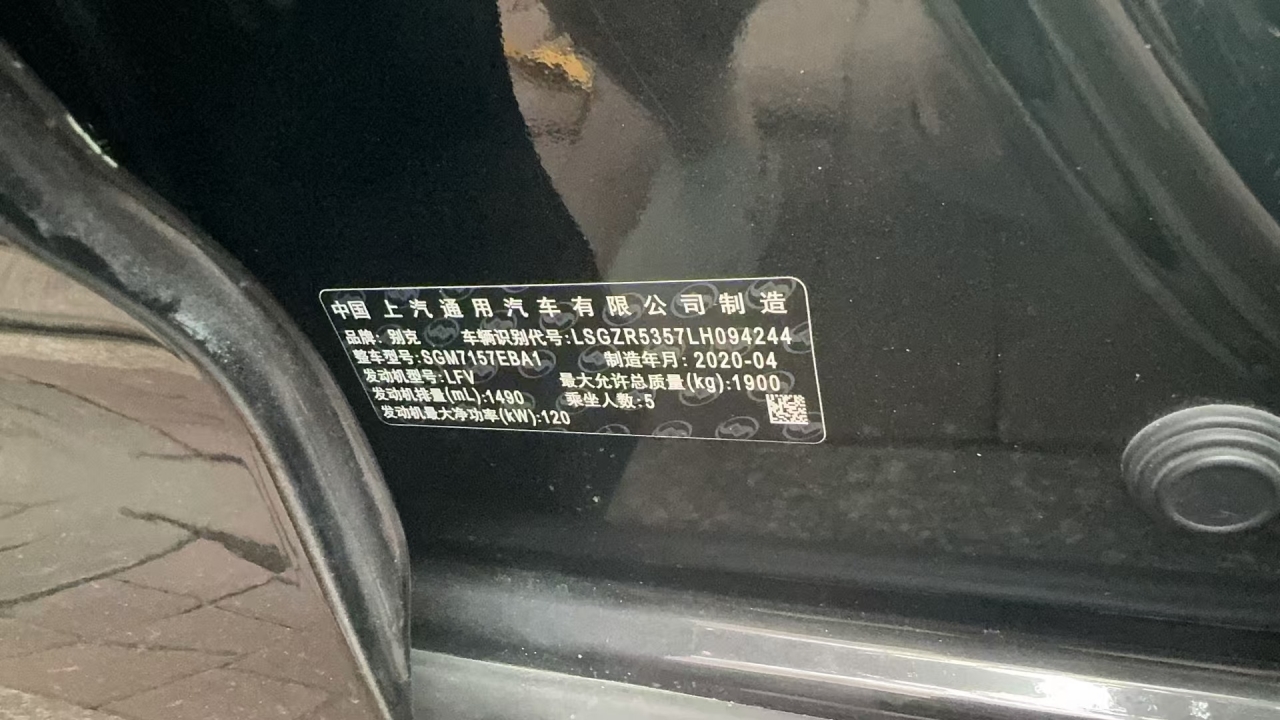 中国 上汽通用汽车有限公司制造
品牌: 别克 车辆识别代号:LSGZR5357LH094244
整车型号:SGM7157EBA1 制造年月: 2020-04
发动机型号:LFV 最大允许总质量(kg):1900
发动机排量(mL):1490 乘坐人数:5
发动机最大净功率(kW):120